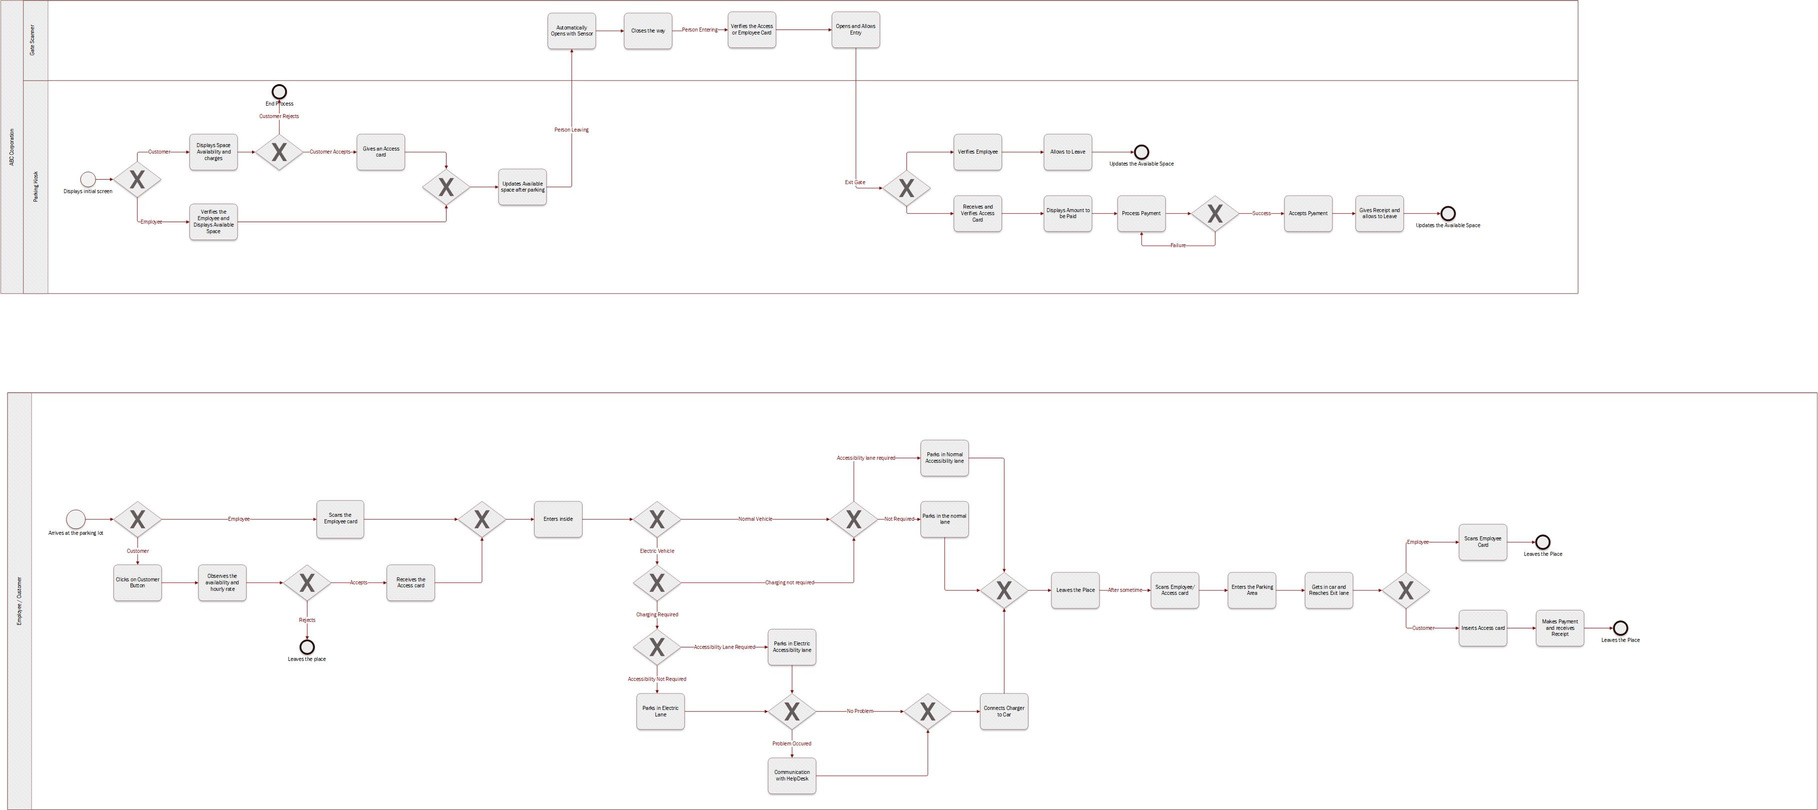 ABC Corporation
Gate Scanner
Automatically
Opens with Sensor
Closes the way
Person Entering
Verifies the Access
or Employee Card
Opens and Allows
Entry
Parking Kiosk
End Process
Customer Rejects
Person Leaving
Displays initial screen
Customer
Displays Space
Availability and
charges
Customer Accepts
Gives an Access
card
Employee
Verifies the
Employee and
Displays Available
Space
Updates Available
space after parking
Exit Gate
Verifies Employee
Allows to Leave
Updates the Available Space
Receives and
Verifies Access
Card
Displays Amount to
be Paid
Process Payment
Failure
Success
Accepts Pyament
Gives Receipt and
allows to Leave
Updates the Available Space
Employee / Customer
Arrives at the parking lot
Employee
Scans the
Employee card
Customer
Clicks on Customer
Button
Observes the
availability and
hourly rate
Accepts
Receives the
Access card
Rejects
Leaves the place
Enters inside
Normal Vehicle
Electric Vehicle
Charging not required
Charging Required
Accessibility Lane Required
Parks in Electric
Accessibility lane
Accessibility Not Required
Parks in Electric
Lane
No Problem
Problem Occured
Communication
with HelpDesk
Connects Charger
to Car
Accessibility lane required
Parks in Normal
Accessibility lane
Not Required
Parks in the normal
lane
Leaves the Place
After sometime
Scans Employee/
Access card
Enters the Parking
Area
Gets in car and
Reaches Exit lane
Employee
Scans Employee
Card
Leaves the Place
Customer
Inserts Access card
Makes Payment
and receives
Receipt
Leaves the Place